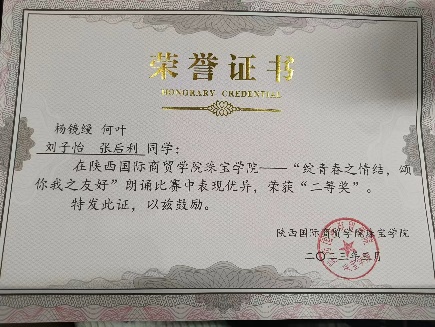 荣誉证书
HONORARY CREDENTIAL
杨镜缦 何叶
刘子怡 张后利 同学:
在陕西国际商贸学院珠宝学院——“绽青春之情结,颂
你我之友好”朗诵比赛中表现优异,荣获“二等奖”。
特发此证,以兹鼓励。
陕西国际商贸学院珠宝学院
二〇二三年三月